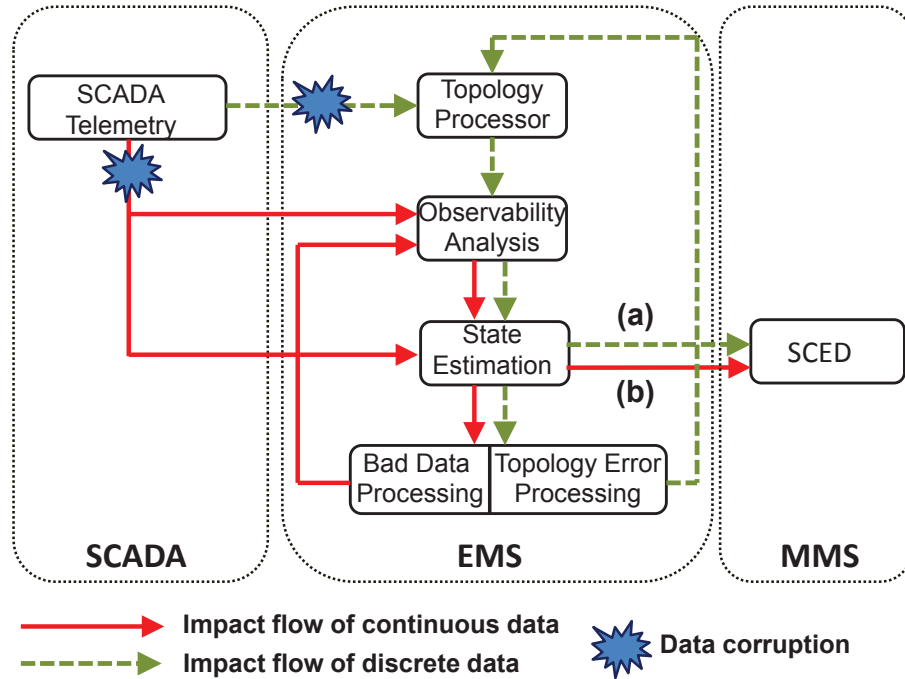 SCADA
Telemetry
Topology
Processor
Observability
Analysis
State
Estimation
(a)
(b)
SCED
Bad Data
Processing
Topology Error
Processing
SCADA
EMS
MMS
Impact flow of continuous data
Impact flow of discrete data
Data corruption